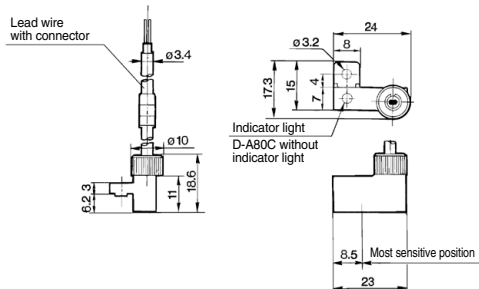 Lead wire
with connector
ø3.4
ø10
18.6
11
3
6.2
24
ø3.2
8
17.3
15
4
7
Indicator light
D-A80C without
indicator light
8.5
Most sensitive position
23